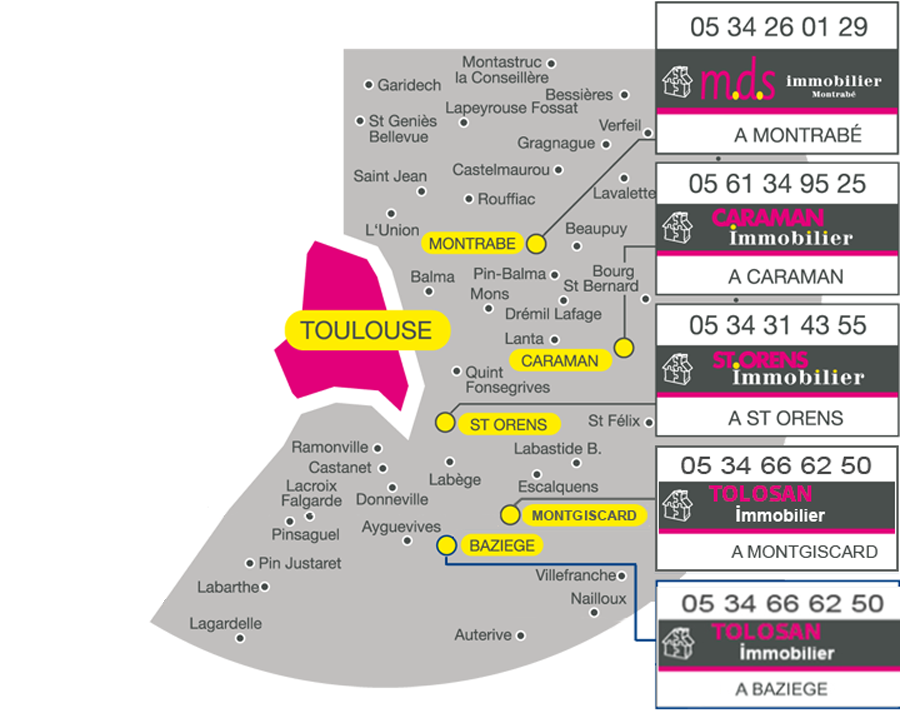 05 34 26 01 29
m.d.s immobilier
Montrabé
A MONTRABÉ
05 61 34 95 25
CARAMAN
immobilier
A CARAMAN
05 34 31 43 55
ST.ORENS
immobilier
A ST ORENS
05 34 66 62 50
TOLOSAN
immobilier
A MONTGISCARD
05 34 66 62 50
TOLOSAN
immobilier
A BAZIEGE
Montastruc
la Conseillère
Garidech
Bessières
Lapeyrouse Fossat
St Geniès
Bellevue
Verfeil
Gragnague
Castelmaurou
Saint Jean
Lavalette
Rouffiac
L'Union
Beaupuy
MONTRABE
Balma
Pin-Balma
Bourg
St Bernard
Mons
Drémil Lafage
TOULOUSE
Lanta
CARAMAN
Quint
Fonsegrives
ST ORENS
St Félix
Ramonville
Labastide B.
Castanet
Labège
Lacroix
Falgarde
Donneville
Escalquens
MONTGISCARD
Pinsaguel
Ayguevives
BAZIEGE
Pin Justaret
Labarthe
Villefranche
Nailloux
Lagardelle
Auterive